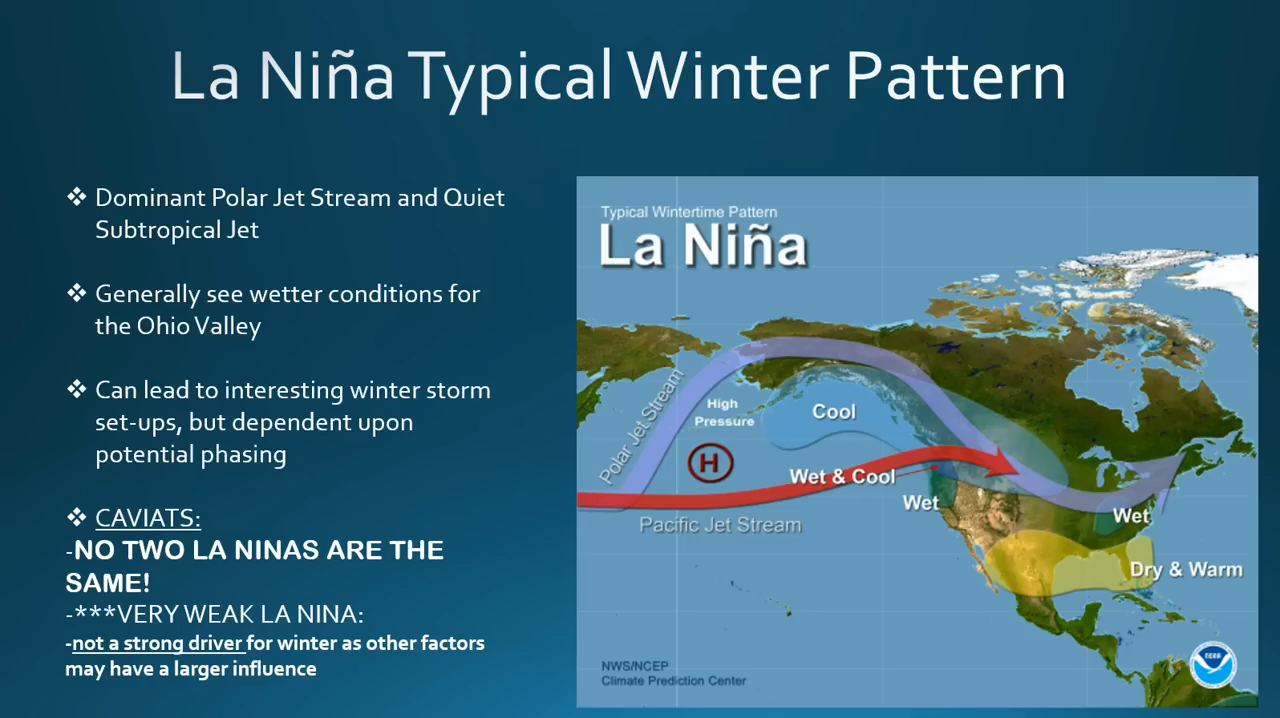 La Niña Typical Winter Pattern
❖ Dominant Polar Jet Stream and Quiet
Subtropical Jet
❖ Generally see wetter conditions for
the Ohio Valley
❖ Can lead to interesting winter storm
set-ups, but dependent upon
potential phasing
❖ CAVIATS:
-NO TWO LA NINAS ARE THE
SAME!
-***VERY WEAK LA NINA:
-not a strong driver for winter as other factors
may have a larger influence
Typical Wintertime Pattern
La Niña
Polar Jet Stream
High
Pressure
H
Cool
Wet & Cool
Wet
Pacific Jet Stream
Wet
Dry & Warm
NWS/NCEP
Climate Prediction Center
noaa